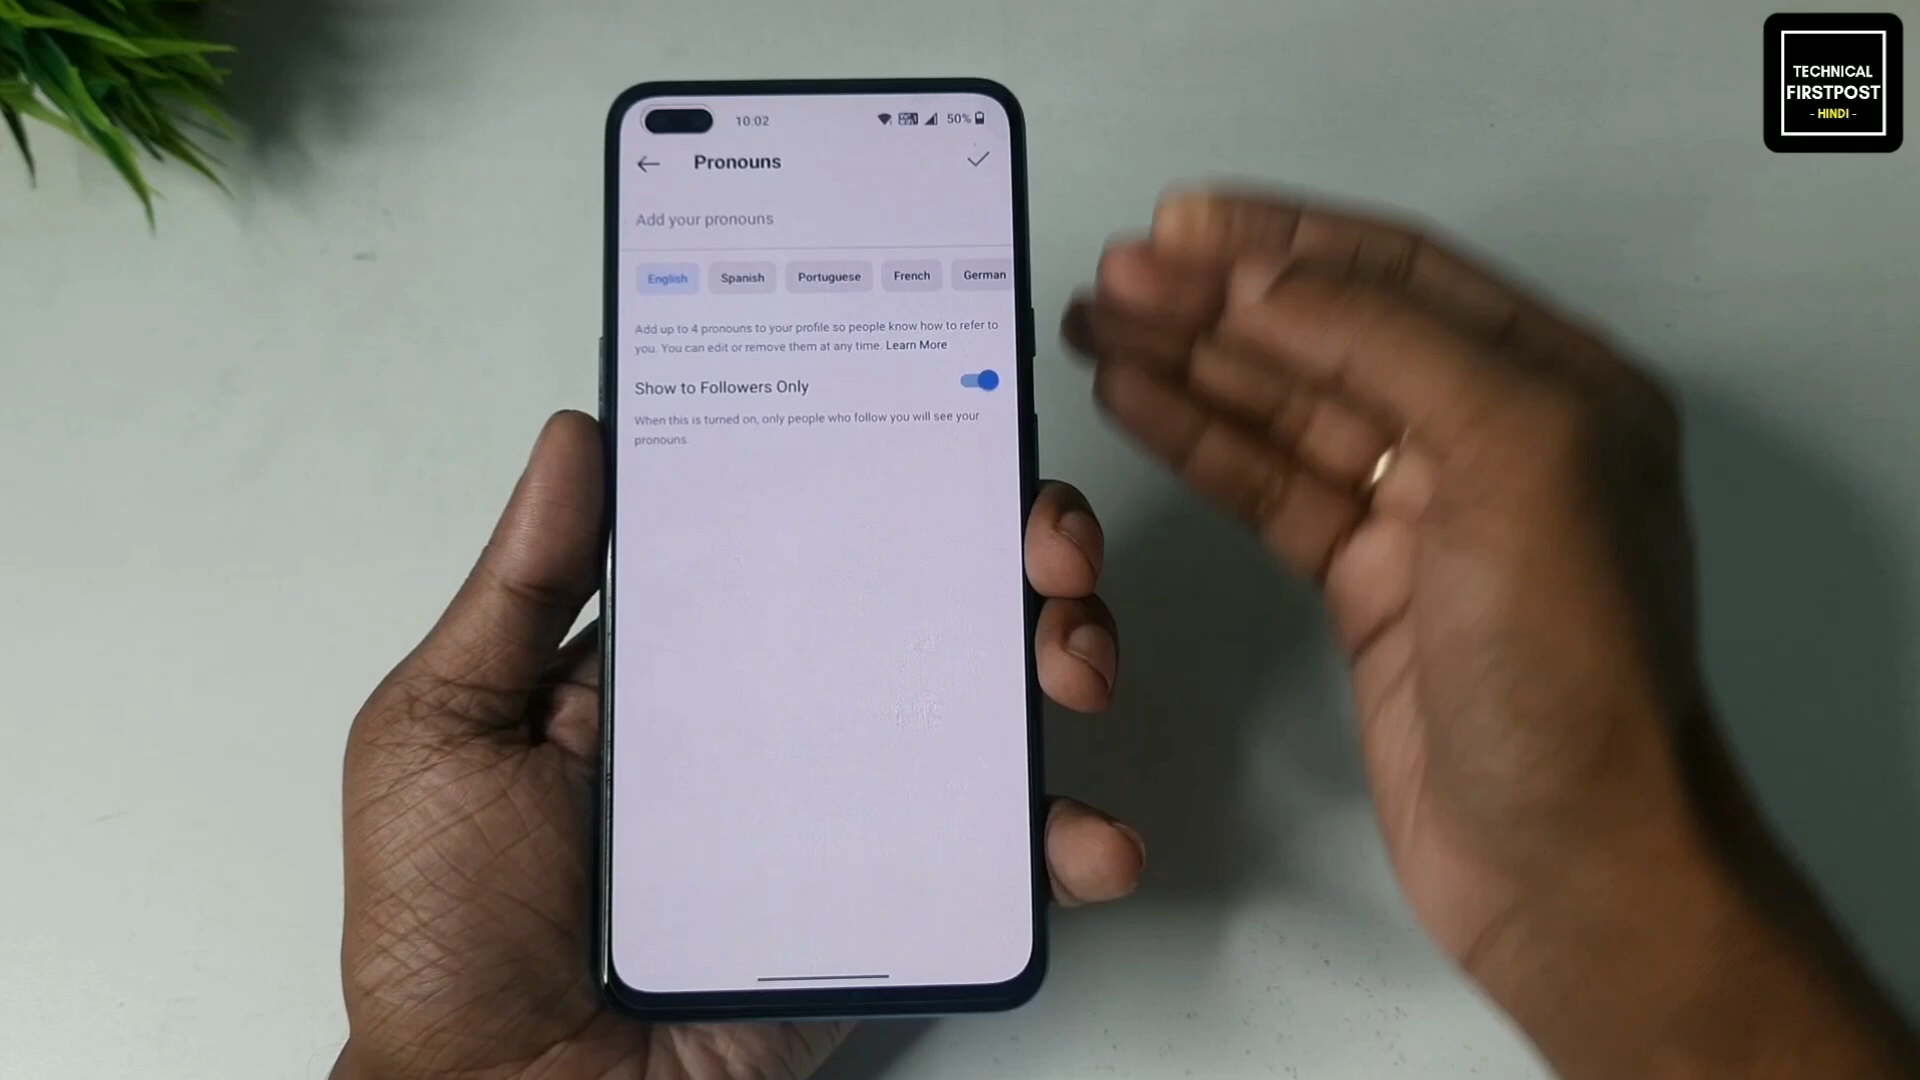 TECHNICAL
FIRSTPOST
- HINDI -
10:02
50%
Pronouns
Add your pronouns
English Spanish Portuguese French German
Add up to 4 pronouns to your profile so people know how to refer to
you. You can edit or remove them at any time. Learn More
Show to Followers Only
When this is turned on, only people who follow you will see your
pronouns.